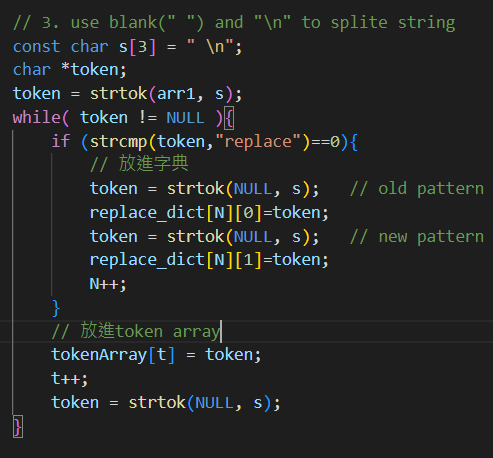 // 3. use blank(" ") and "\n" to splite string
const char s[3] = " \n";
char *token;
token = strtok(arr1, s);
while( token != NULL ){
    if (strcmp(token,"replace")==0){
        // 放進字典
        token = strtok(NULL, s);   // old pattern
        replace_dict[N][0]=token;
        token = strtok(NULL, s);   // new pattern
        replace_dict[N][1]=token;
        N++;
    }
    // 放進token array
    tokenArray[t] = token;
    t++;
    token = strtok(NULL, s);
}